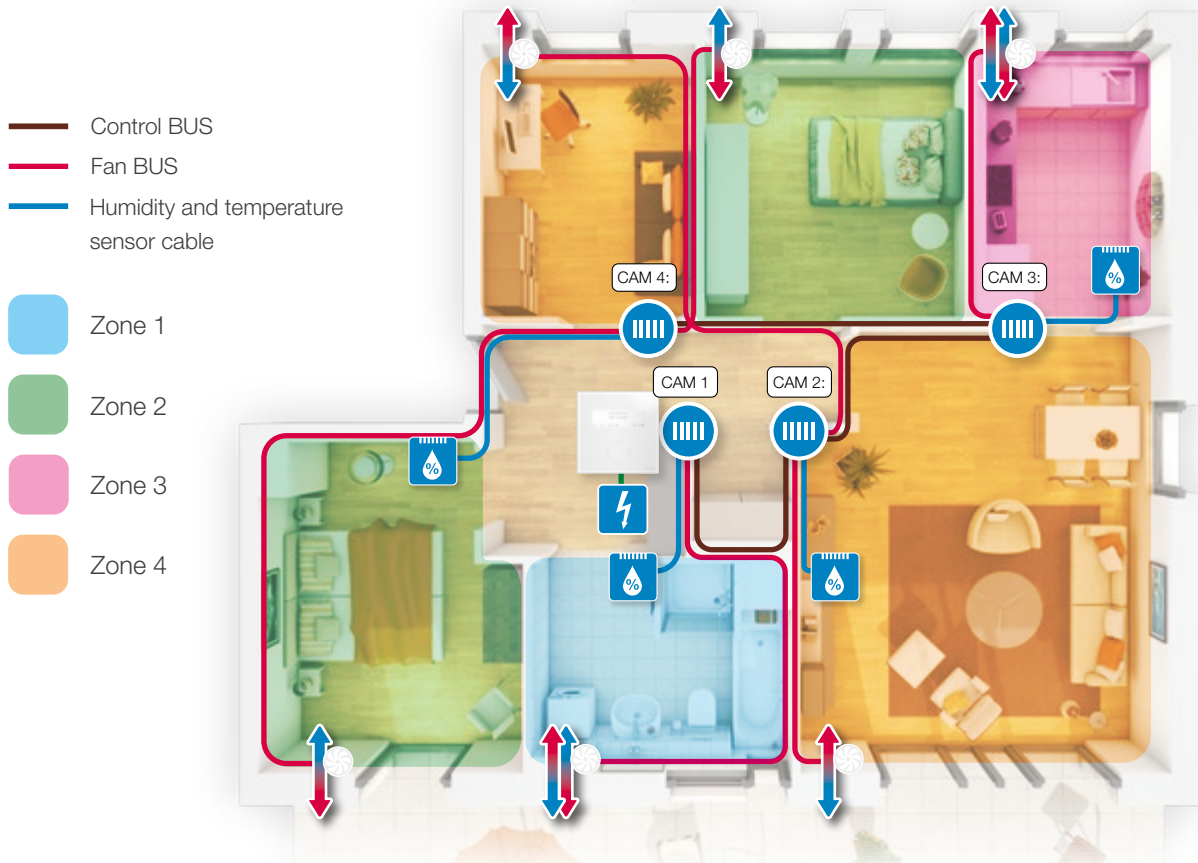 Control BUS
Fan BUS
Humidity and temperature
sensor cable
Zone 1
Zone 2
Zone 3
Zone 4
CAM 4:
CAM 3:
CAM 1
CAM 2:
%
%
%
%